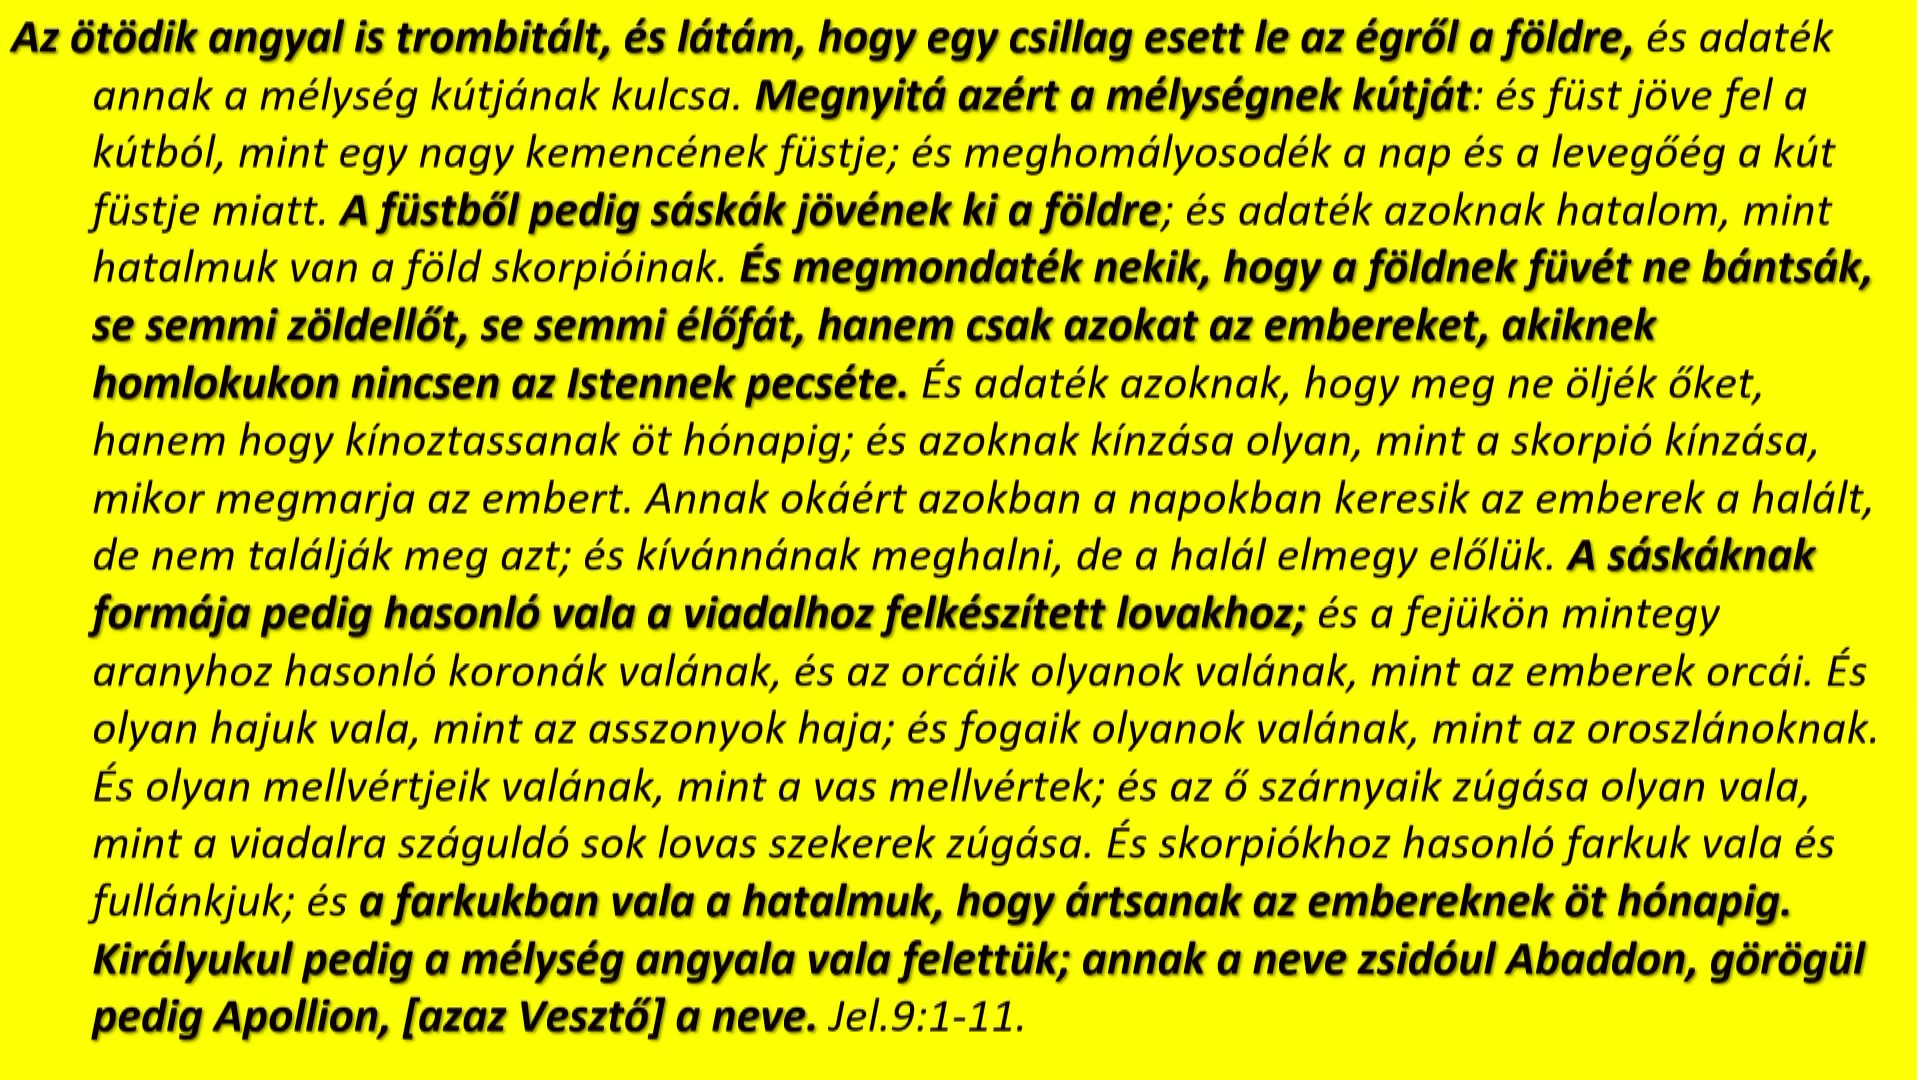 Az ötödik angyal is trombitált, és látám, hogy egy csillag esett le az égről a földre, és adaték
annak a mélység kútjának kulcsa. Megnyitá azért a mélységnek kútját: és füst jöve fel a
kútból, mint egy nagy kemencének füstje; és meghomályosodék a nap és a levegőég a kút
füstje miatt. A füstből pedig sáskák jövének ki a földre; és adaték azoknak hatalom, mint
hatalmuk van a föld skorpióinak. És megmondaték nekik, hogy a földnek füvét ne bántsák,
se semmi zöldellőt, se semmi élőfát, hanem csak azokat az embereket, akiknek
homlokukon nincsen az Istennek pecséte. És adaték azoknak, hogy meg ne öljék őket,
hanem hogy kínoztassanak öt hónapig; és azoknak kínzása olyan, mint a skorpió kínzása,
mikor megmarja az embert. Annak okáért azokban a napokban keresik az emberek a halált,
de nem találják meg azt; és kívánnának meghalni, de a halál elmegy előlük. A sáskáknak
formája pedig hasonló vala a viadalhoz felkészített lovakhoz; és a fejükön mintegy
aranyhoz hasonló koronák valának, és az orcáik olyanok valának, mint az emberek orcái. És
olyan hajuk vala, mint az asszonyok haja; és fogaik olyanok valának, mint az oroszlánoknak.
És olyan mellvértjeik valának, mint a vas mellvértek; és az ő szárnyaik zúgása olyan vala,
mint a viadalra száguldó sok lovas szekerek zúgása. És skorpiókhoz hasonló farkuk vala és
fullánkjuk; és a farkukban vala a hatalmuk, hogy ártsanak az embereknek öt hónapig.
Királyukul pedig a mélység angyala vala felettük; annak a neve zsidóul Abaddon, görögül
pedig Apollion, [azaz Vesztő] a neve. Jel.9:1-11.